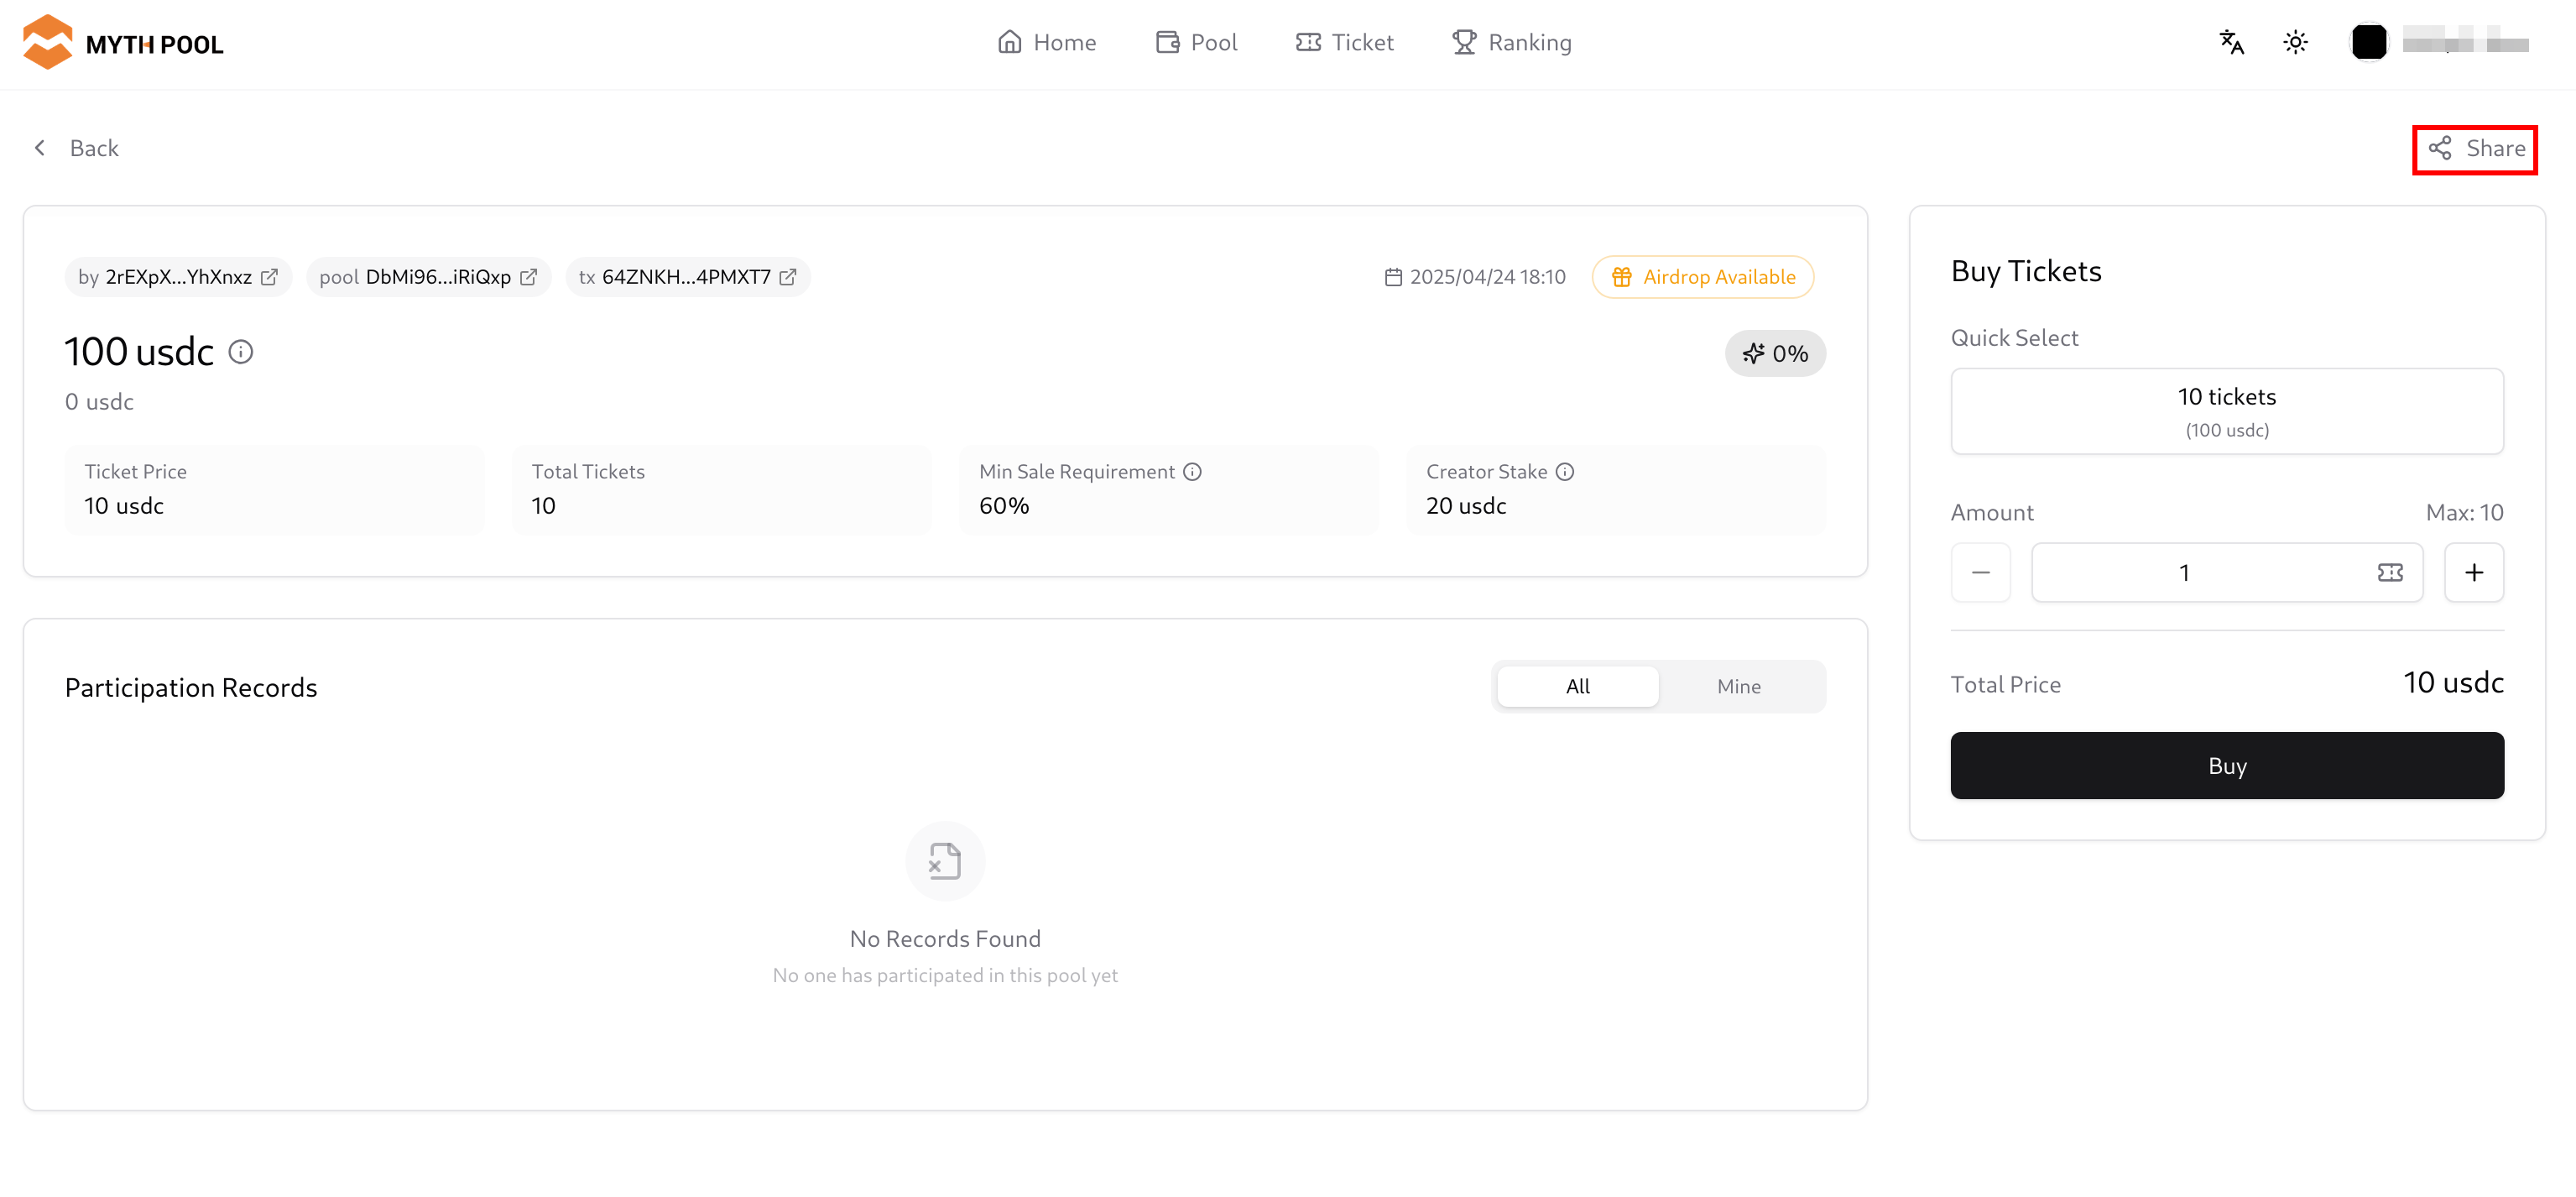 MYTH POOL
Home
Pool
Ticket
Ranking
Back
Share
by 2rEXpX...YhXnxz
pool DbMi96...iRiQxp
tx 64ZNKH...4PMXT7
2025/04/24 18:10
Airdrop Available
100 usdc
0%
0 usdc
Ticket Price
10 usdc
Total Tickets
10
Min Sale Requirement
60%
Creator Stake
20 usdc
Participation Records
All
Mine
No Records Found
No one has participated in this pool yet
Buy Tickets
Quick Select
10 tickets
(100 usdc)
Amount
Max: 10
1
Total Price
10 usdc
Buy